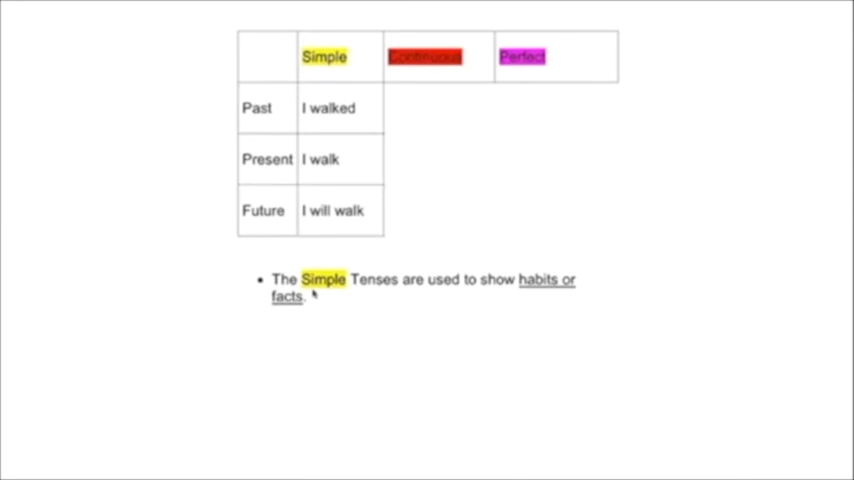 Simple Continuous Perfect
Past I walked
Present I walk
Future I will walk
• The Simple Tenses are used to show habits or
facts.